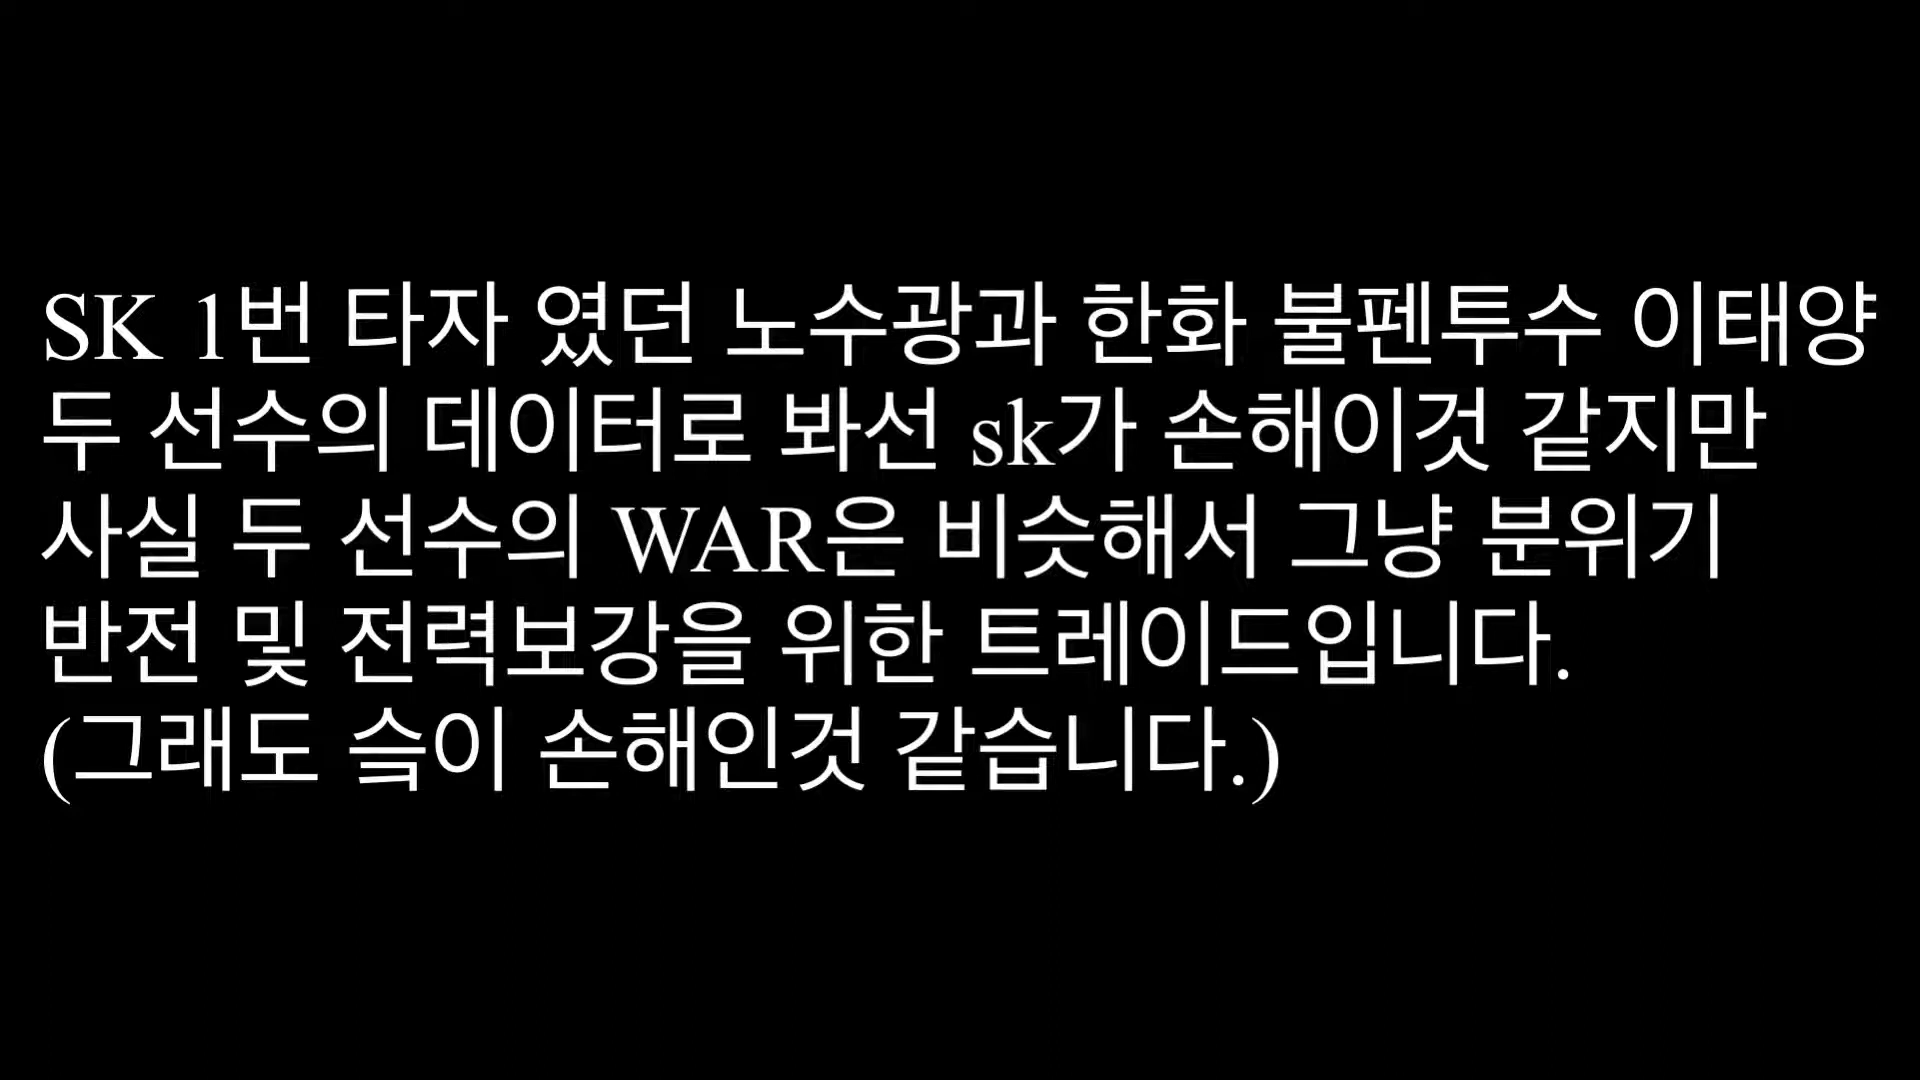 SK 1번 타자 였던 노수광과 한화 불펜투수 이태양
두 선수의 데이터로 봐선 sk가 손해이것 같지만
사실 두 선수의 WAR은 비슷해서 그냥 분위기
반전 및 전력보강을 위한 트레이드입니다.
(그래도 슼이 손해인것 같습니다.)